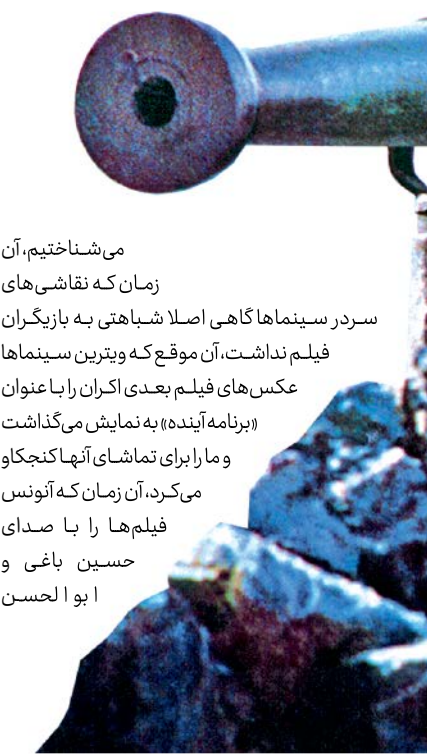 می‌شناختیم، آن
زمان که نقاشی‌های
سردر سینماها گاهی اصلا شباهتی به بازیگران
فیلم نداشت، آن موقع که ویترین سینماها
عکس‌های فیلم بعدی اکران را با عنوان
«برنامه آینده» به نمایش می‌گذاشت
و ما را برای تماشای آنها کنجکاو
می‌کرد، آن زمان که آنونس
فیلم‌ها را با صدای
حسین باغی و
ابوالحسن